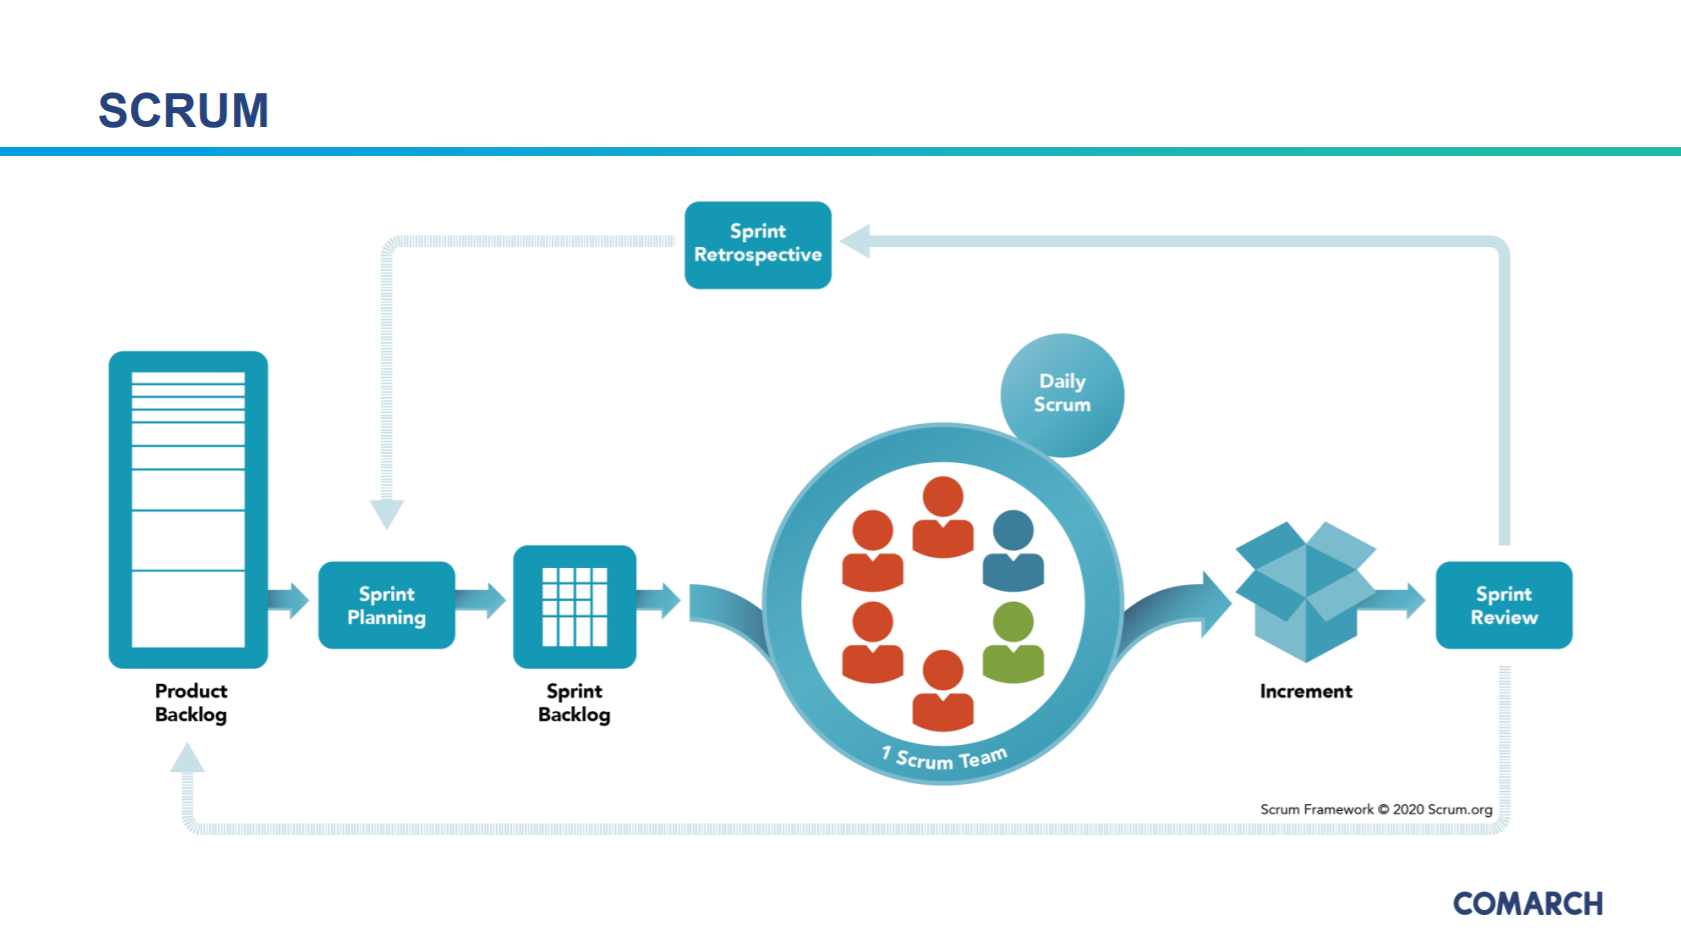 SCRUM
Sprint
Retrospective
Daily
Scrum
Sprint
Planning
Sprint
Review
Product
Backlog
Sprint
Backlog
1 Scrum Team
Increment
Scrum Framework © 2020 Scrum.org
COMARCH